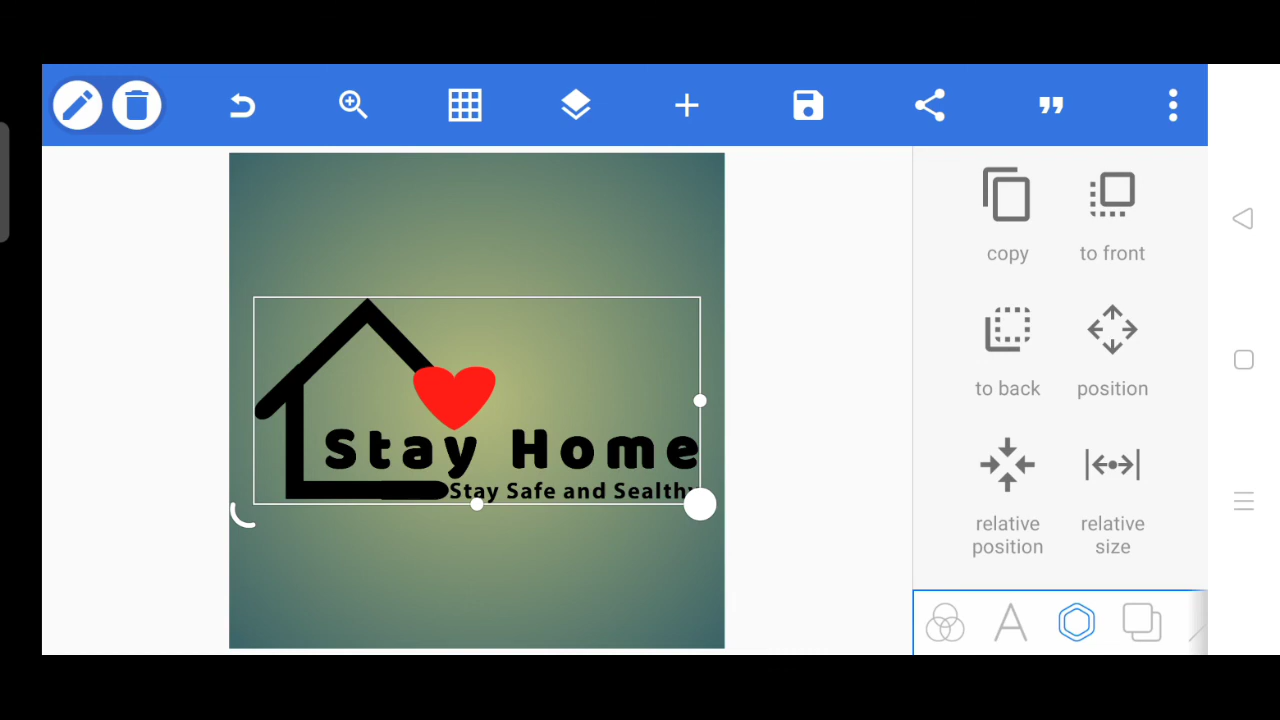 copy
to front
to back
position
relative
position
relative
size
Stay Home
Stay Safe and Sealthy